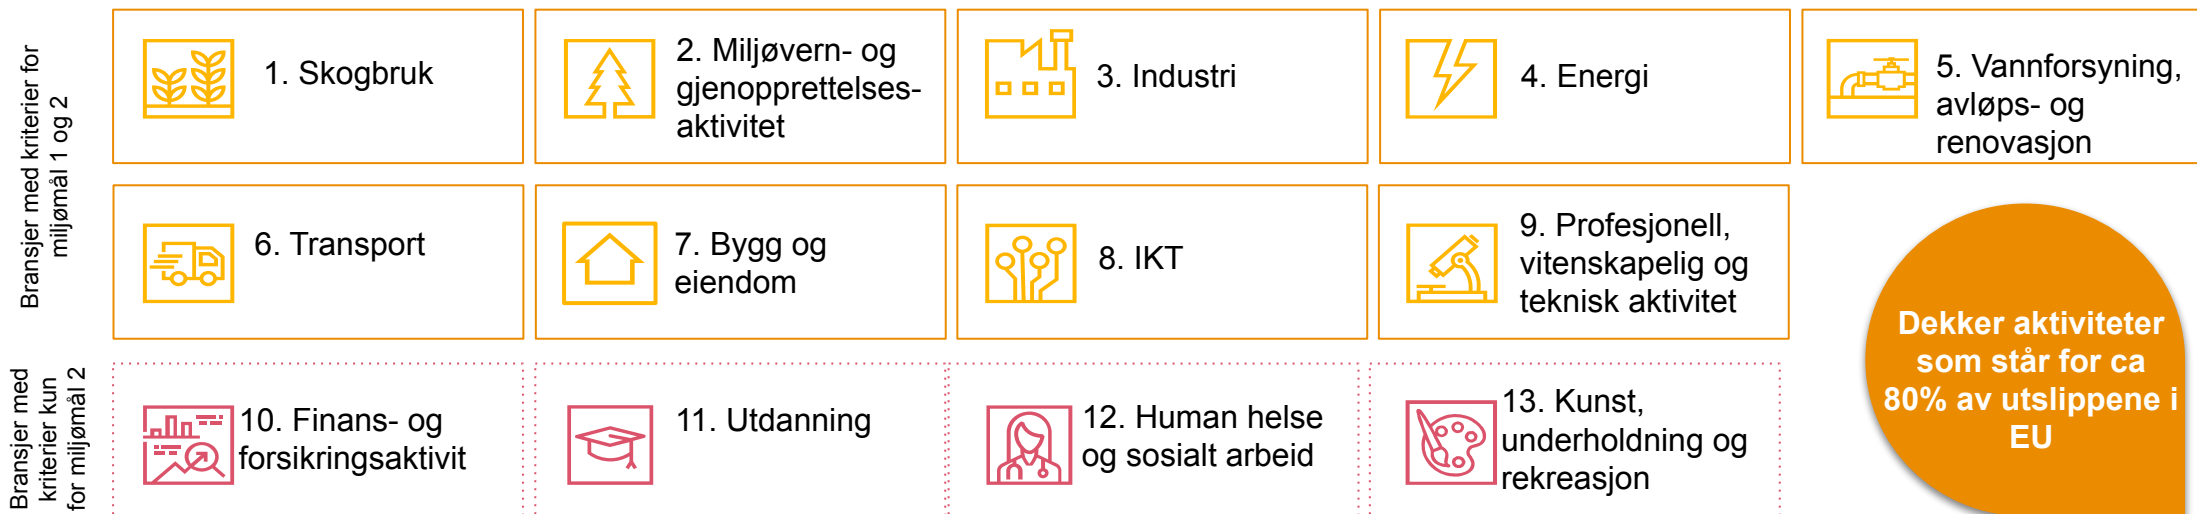 Bransjer med kriterier for
miljømål 1 og 2
1. Skogbruk
2. Miljøvern- og
gjenopprettelses-
aktivitet
3. Industri
4. Energi
5. Vannforsyning,
avløps- og
renovasjon
6. Transport
7. Bygg og
eiendom
8. IKT
9. Profesjonell,
vitenskapelig og
teknisk aktivitet
Bransjer med
kriterier kun
for miljømål 2
10. Finans- og
forsikringsaktivit
11. Utdanning
12. Human helse
og sosialt arbeid
13. Kunst,
underholdning og
rekreasjon
Dekker aktiviteter
som står for ca
80% av utslippene i
EU